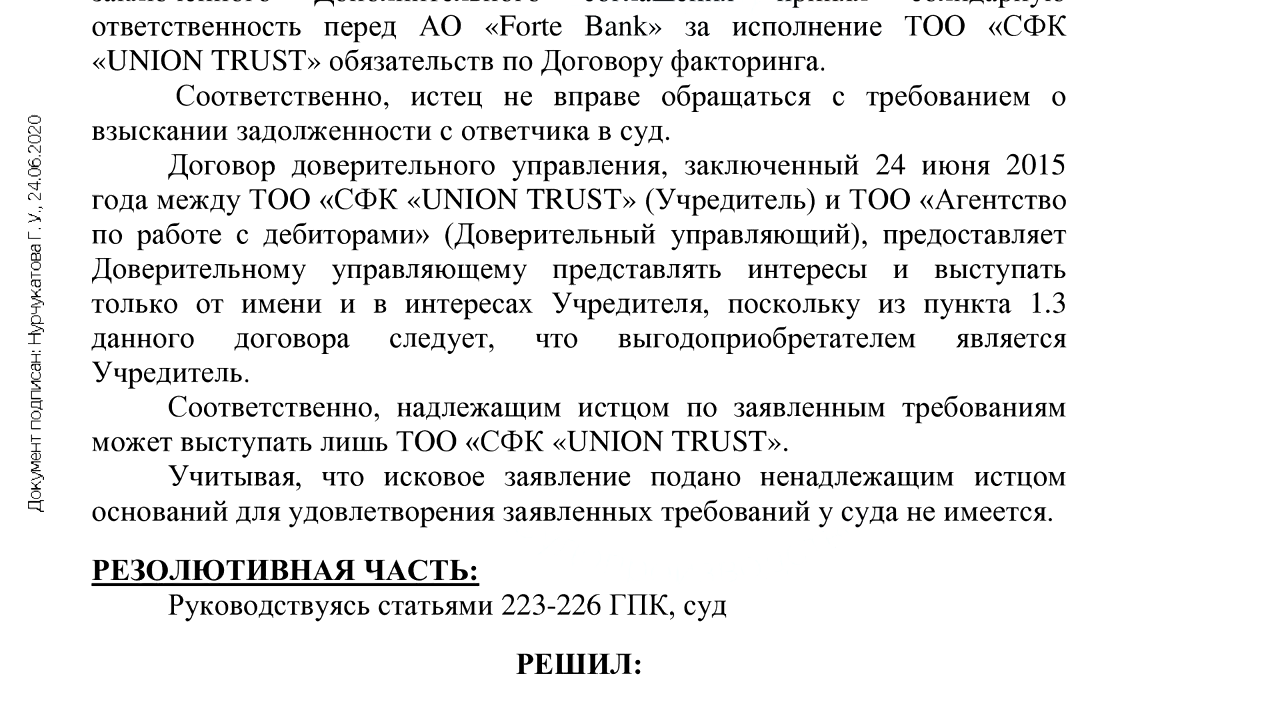 заключенного Дополнительного соглашения принял солидарную
ответственность перед АО «Forte Bank» за исполнение ТОО «СФК
«UNION TRUST» обязательств по Договору факторинга.
Соответственно, истец не вправе обращаться с требованием о
взыскании задолженности с ответчика в суд.
Договор доверительного управления, заключенный 24 июня 2015
года между ТОО «СФК «UNION TRUST» (Учредитель) и ТОО «Агентство
по работе с дебиторами» (Доверительный управляющий), предоставляет
Доверительному управляющему представлять интересы и выступать
только от имени и в интересах Учредителя, поскольку из пункта 1.3
данного договора следует, что выгодоприобретателем является
Учредитель.
Соответственно, надлежащим истцом по заявленным требованиям
может выступать лишь ТОО «СФК «UNION TRUST».
Учитывая, что исковое заявление подано ненадлежащим истцом
оснований для удовлетворения заявленных требований у суда не имеется.
РЕЗОЛЮТИВНАЯ ЧАСТЬ:
Руководствуясь статьями 223-226 ГПК, суд
РЕШИЛ:
Документ подписан: Нурчукатова Г. У., 24.06.2020